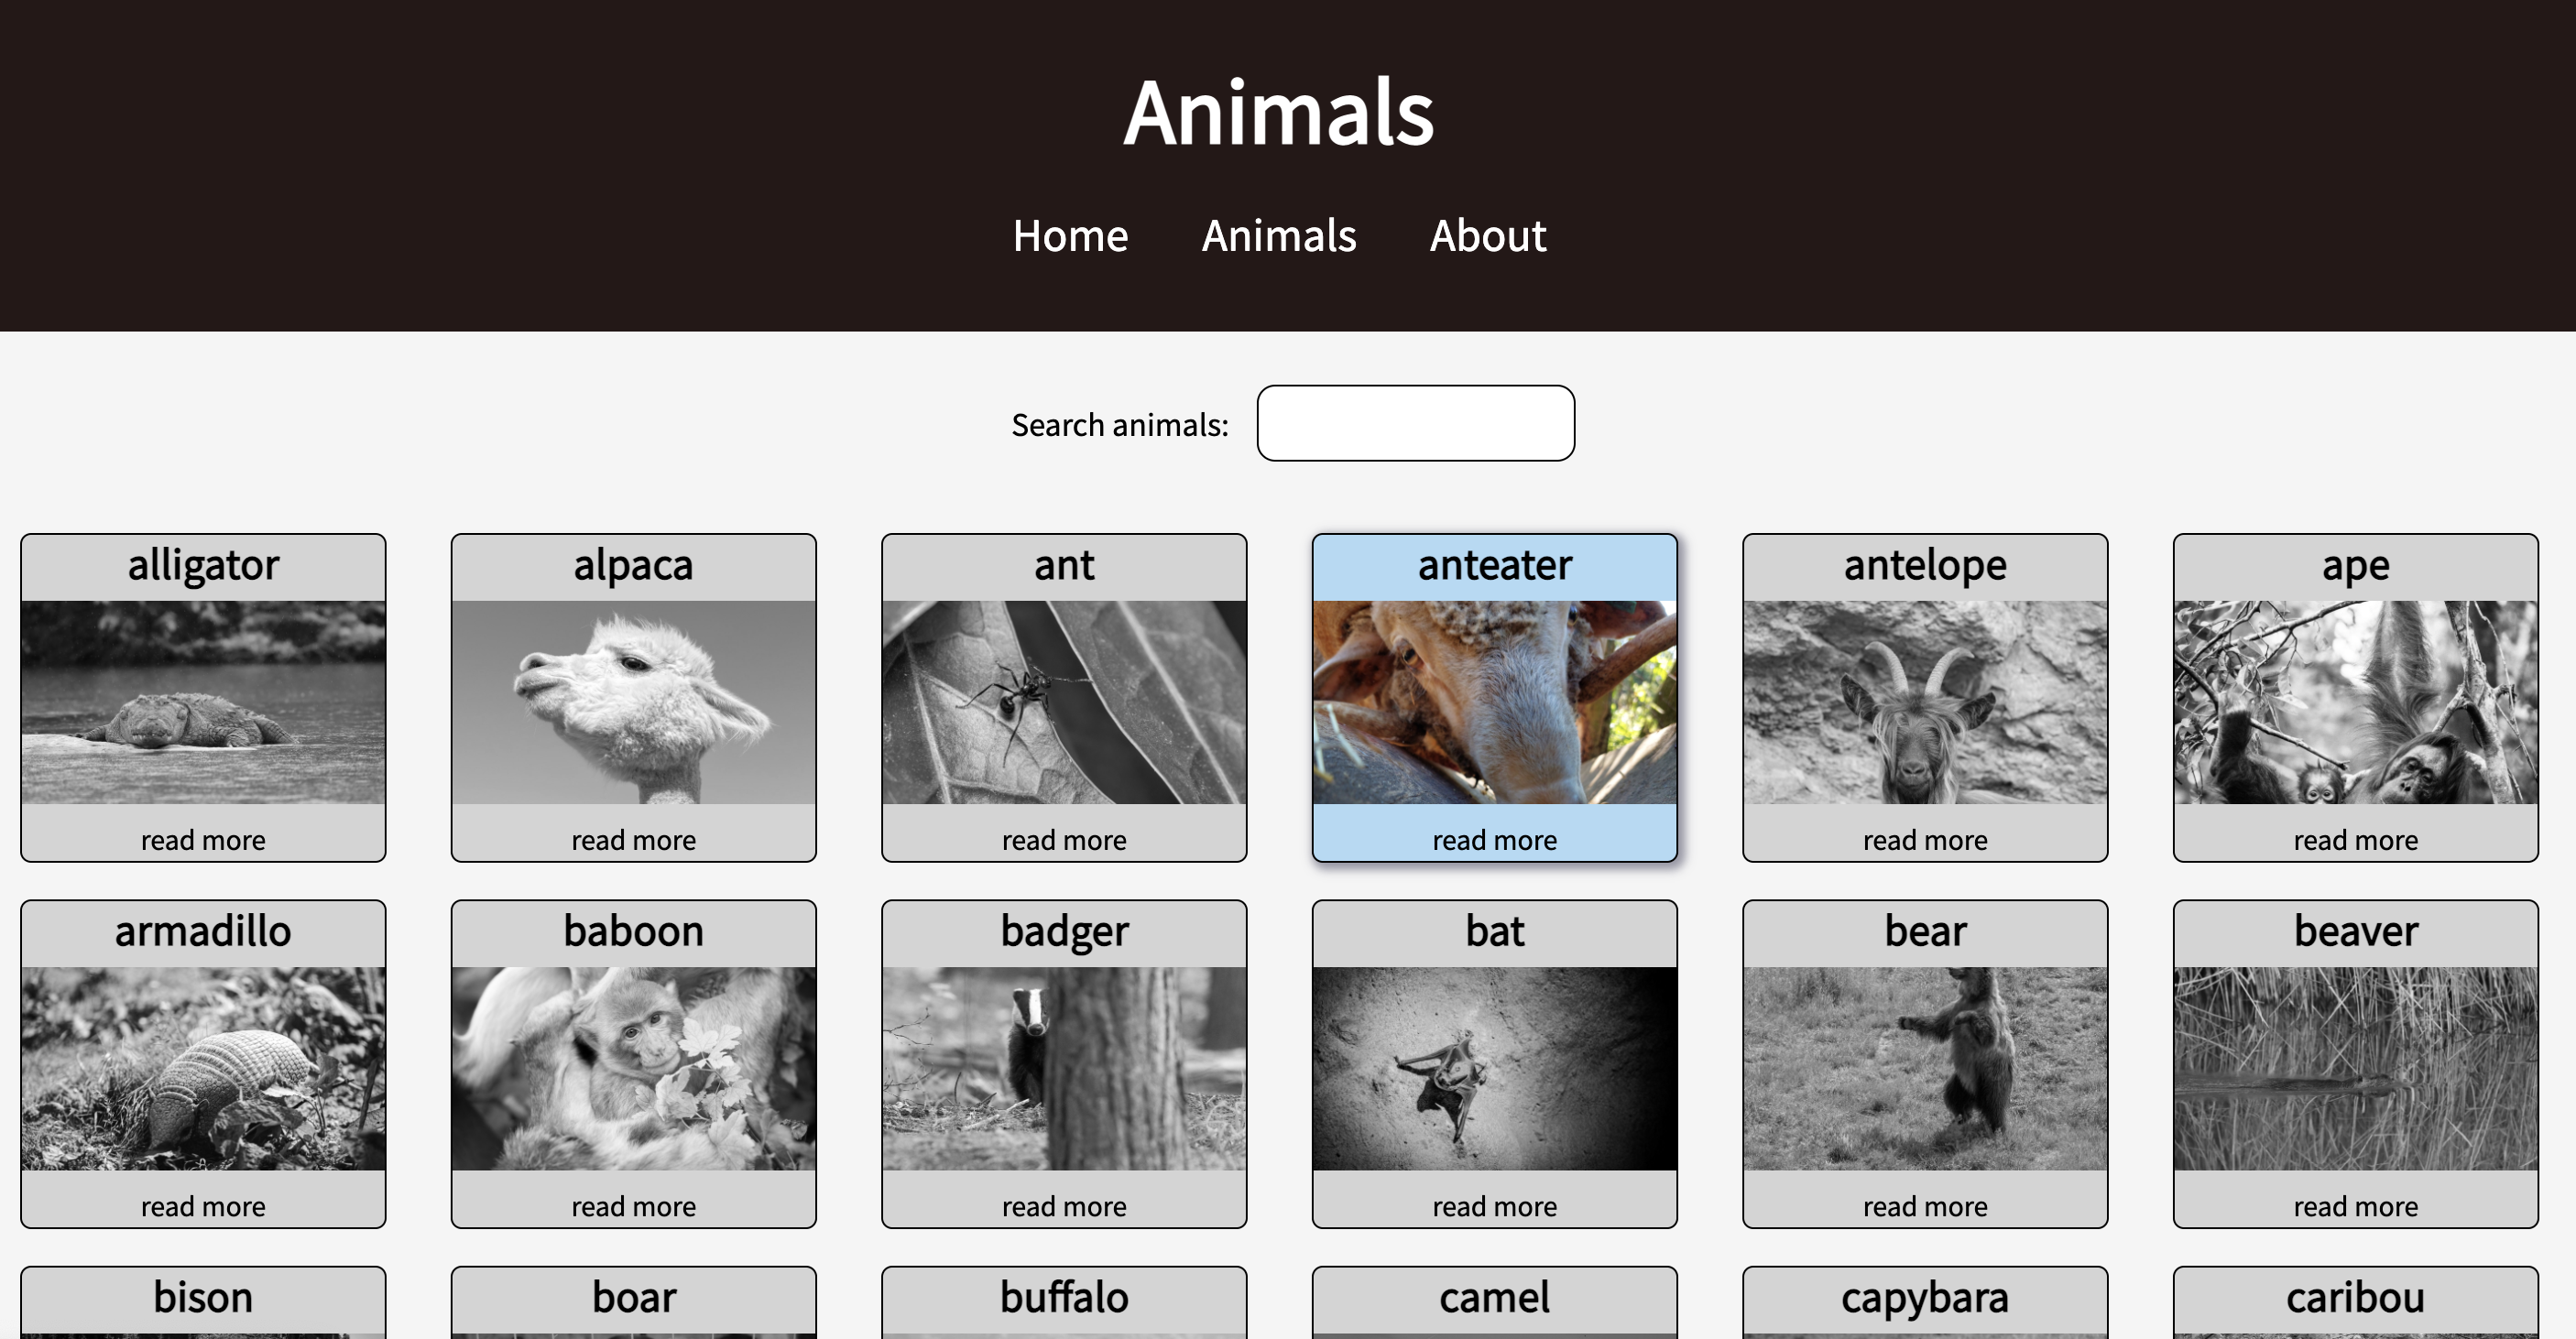 Animals
Home Animals About
Search animals:
alligator alpaca ant anteater antelope ape
read more read more read more read more read more read more
armadillo baboon badger bat bear beaver
read more read more read more read more read more read more
bison boar buffalo camel capybara caribou